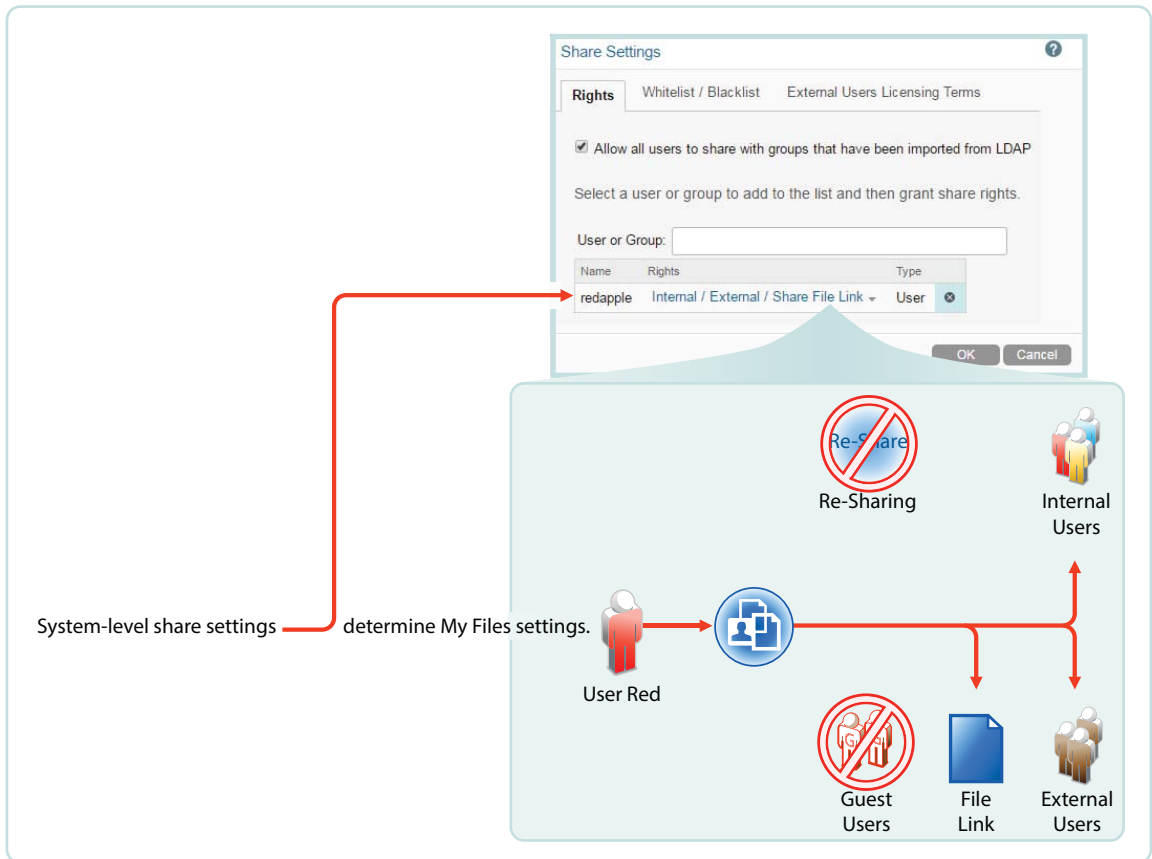 Share Settings
?
Rights
Whitelist / Blacklist
External Users Licensing Terms
Allow all users to share with groups that have been imported from LDAP
Select a user or group to add to the list and then grant share rights.
User or Group:
Name Rights Type
redapple Internal / External / Share File Link User
OK Cancel
Re-Share
Re-Sharing
Internal
Users
System-level share settings determine My Files settings.
User Red
G G
Guest
Users
File
Link
External
Users